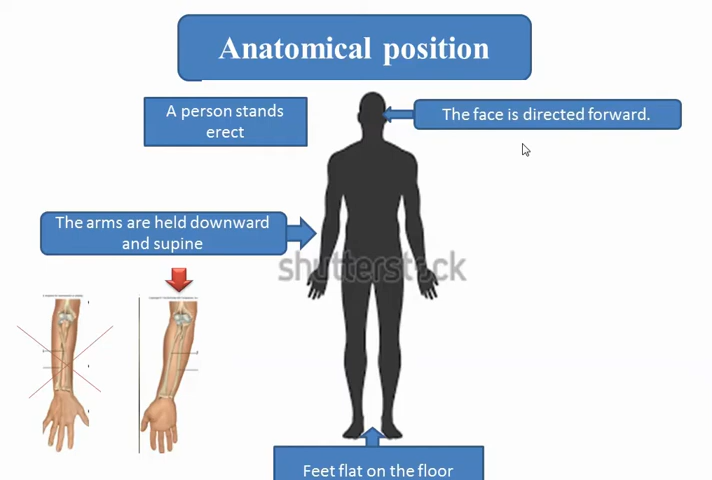 Anatomical position
A person stands
erect
The face is directed forward.
The arms are held downward
and supine
shutterstock
Feet flat on the floor